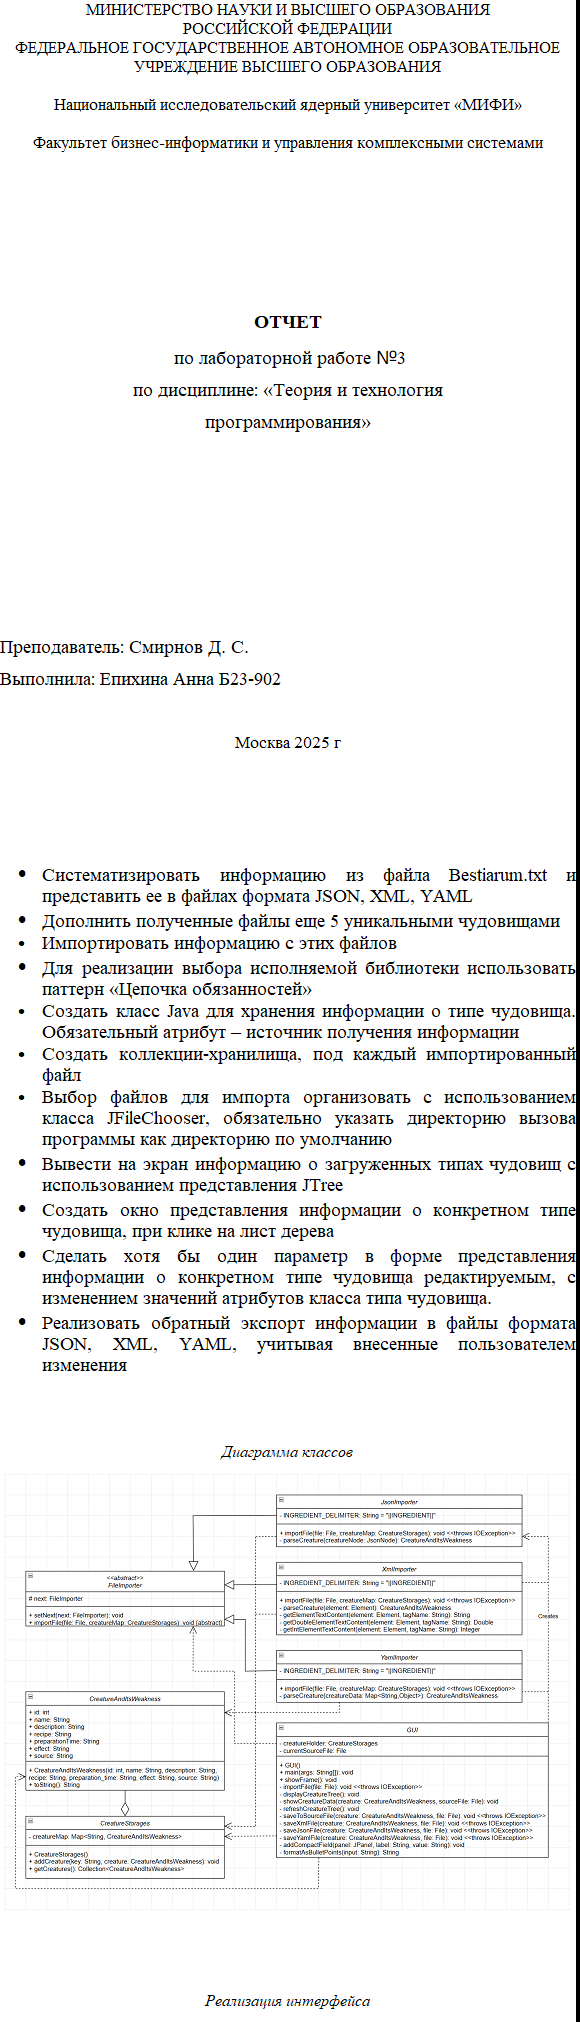 МИНИСТЕРСТВО НАУКИ И ВЫСШЕГО ОБРАЗОВАНИЯ
РОССИЙСКОЙ ФЕДЕРАЦИИ
ФЕДЕРАЛЬНОЕ ГОСУДАРСТВЕННОЕ АВТОНОМНОЕ ОБРАЗОВАТЕЛЬНОЕ
УЧРЕЖДЕНИЕ ВЫСШЕГО ОБРАЗОВАНИЯ
Национальный исследовательский ядерный университет «МИФИ»
Факультет бизнес-информатики и управления комплексными системами
ОТЧЕТ
по лабораторной работе №3
по дисциплине: «Теория и технология
программирования»
Преподаватель: Смирнов Д. С.
Выполнила: Епихина Анна Б23-902
Москва 2025 г
• Систематизировать информацию из файла Bestiarum.txt и
представить ее в файлах формата JSON, XML, YAML
• Дополнить полученные файлы еще 5 уникальными чудовищами
• Импортировать информацию с этих файлов
• Для реализации выбора исполняемой библиотеки использовать
паттерн «Цепочка обязанностей»
• Создать класс Java для хранения информации о типе чудовища.
Обязательный атрибут – источник получения информации
• Создать коллекции-хранилища, под каждый импортированный
файл
• Выбор файлов для импорта организовать с использованием
класса JFileChooser, обязательно указать директорию вызова
программы как директорию по умолчанию
• Вывести на экран информацию о загруженных типах чудовищ с
использованием представления JTree
• Создать окно представления информации о конкретном типе
чудовища, при клике на лист дерева
• Сделать хотя бы один параметр в форме представления
информации о конкретном типе чудовища редактируемым, с
изменением значений атрибутов класса типа чудовища.
• Реализовать обратный экспорт информации в файлы формата
JSON, XML, YAML, учитывая внесенные пользователем
изменения
Диаграмма классов
JsonImporter
- INGREDIENT_DELIMITER: String = "||INGREDIENT||"
+ importFile(file: File, creatureMap: CreatureStorages): void <<throws IOException>>
- parseCreature(creatureNode: JsonNode): CreatureAndItsWeakness
<<abstract>>
FileImporter
# next: FileImporter
+ setNext(next: FileImporter): void
+ importFile(file: File, creatureMap: CreatureStorages): void {abstract}
XmlImporter
- INGREDIENT_DELIMITER: String = "||INGREDIENT||"
+ importFile(file: File, creatureMap: CreatureStorages): void <<throws IOException>>
- parseCreature(element: Element): CreatureAndItsWeakness
- getElementTextContent(element: Element, tagName: String): String
- getDoubleElementTextContent(element: Element, tagName: String): Double
- getIntElementTextContent(element: Element, tagName: String): Integer
Creates
YamlImporter
- INGREDIENT_DELIMITER: String = "||INGREDIENT||"
+ importFile(file: File, creatureMap: CreatureStorages): void <<throws IOException>>
- parseCreature(creatureData: Map<String,Object>): CreatureAndItsWeakness
CreatureAndItsWeakness
+ id: int
+ name: String
+ description: String
+ recipe: String
+ preparationTime: String
+ effect: String
+ source: String
+ CreatureAndItsWeakness(id: int, name: String, description: String,
recipe: String, preparation_time: String, effect: String, source: String)
+ toString(): String
GUI
- creatureHolder: CreatureStorages
- currentSourceFile: File
+ GUI()
+ main(args: String[]): void
+ showFrame(): void
- importFile(file: File): void <<throws IOException>>
- displayCreatureTree(): void
- showCreatureData(creature: CreatureAndItsWeakness, sourceFile: File): void
- refreshCreatureTree(): void
- saveToSourceFile(creature: CreatureAndItsWeakness, file: File): void <<throws IOException>>
- saveXmlFile(creature: CreatureAndItsWeakness, file: File): void <<throws IOException>>
- saveJsonFile(creature: CreatureAndItsWeakness, file: File): void <<throws IOException>>
- saveYamlFile(creature: CreatureAndItsWeakness, file: File): void <<throws IOException>>
- addCompactField(panel: JPanel, label: String, value: String): void
- formatAsBulletPoints(input: String): String
CreatureStorages
- creatureMap: Map<String, CreatureAndItsWeakness>
+ CreatureStorages()
+ addCreature(key: String, creature: CreatureAndItsWeakness): void
+ getCreatures(): Collection<CreatureAndItsWeakness>
Реализация интерфейса